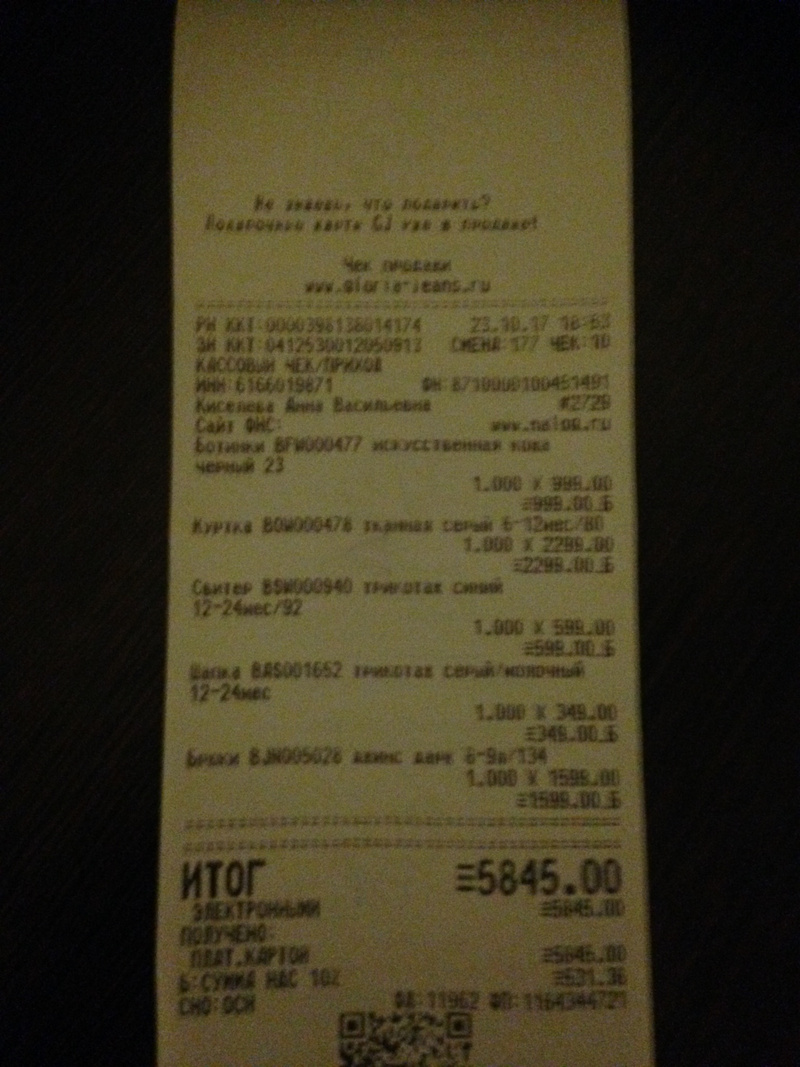 Не знаешь, что подарить?
Подарочная карта GJ уже в продаже!
Чек продажи
www.gloria-jeans.ru
РН ККТ:0000398138014174 23.10.17 18:53
ЗН ККТ:0412530012050913 СМЕНА:177 ЧЕК:10
КАССОВЫЙ ЧЕК/ПРИХОД
ИНН:6166019871 ФН:8710000100451491
Киселева Анна Васильевна #2728
Сайт ФНС: www.nalog.ru
Ботинки BFW000477 искусственная кожа
черный 23
1.000 X 999.00
=999.00_Б
Куртка BOW000478 тканная серый 6-12мес/80
1.000 X 2299.00
=2299.00_Б
Свитер BSW000940 трикотаж синий
12-24мес/92
1.000 X 599.00
=599.00_Б
Шапка BAS001652 трикотаж серый/молочный
12-24мес
1.000 X 349.00
=349.00_Б
Брюки BJN005028 джинс дарк 8-9л/134
1.000 X 1599.00
=1599.00_Б
ИТОГ =5845.00
ЭЛЕКТРОННЫМИ =5845.00
ПОЛУЧЕНО:
ПЛАТ.КАРТОЙ =5845.00
Б:СУММА НДС 10% =531.36
СНО:ОСН ФД:11962 ФП:1164344721